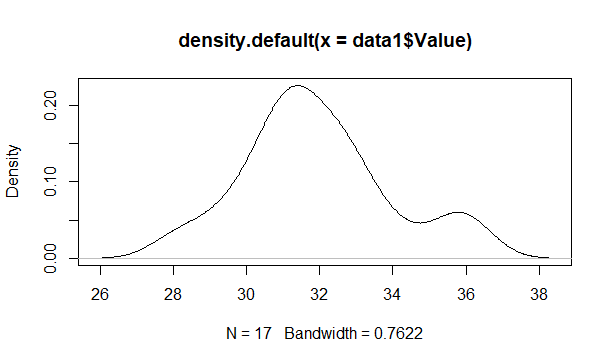 density.default(x = data1$Value)
Density
0.20
0.10
0.00
26 28 30 32 34 36 38
N = 17 Bandwidth = 0.7622